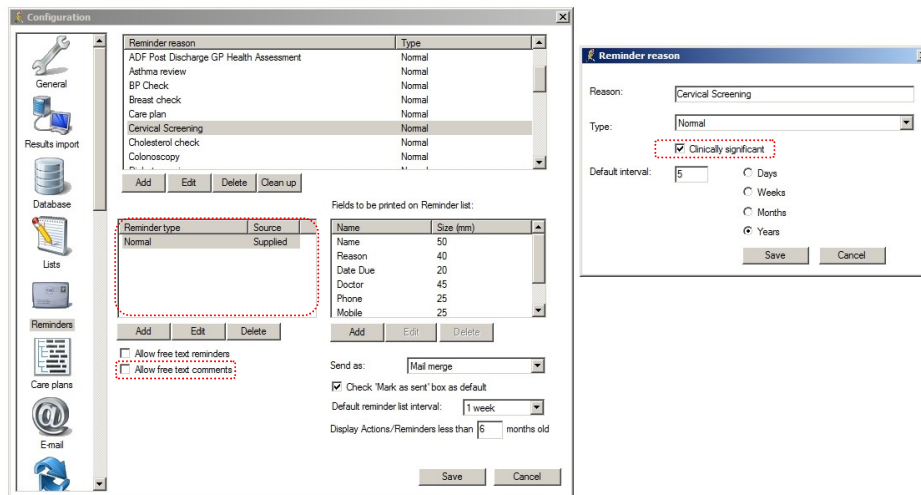 Configuration
General
Results import
Database
Lists
Reminders
Care plans
E-mail
Reminder reason Type
ADF Post Discharge GP Health Assessment Normal
Asthma review Normal
BP Check Normal
Breast check Normal
Care plan Normal
Cervical Screening Normal
Cholesterol check Normal
Colonoscopy Normal
Add Edit Delete Clean up
Reminder type Source
Normal Supplied
Add Edit Delete
Allow free text reminders
Allow free text comments
Fields to be printed on Reminder list:
Name Size (mm)
Name 50
Reason 40
Date Due 20
Doctor 45
Phone 25
Mobile 25
Add Edit Delete
Send as: Mail merge
Check 'Mark as sent' box as default
Default reminder list interval: 1 week
Display Actions/Reminders less than 6 months old
Save Cancel
Reminder reason
Reason: Cervical Screening
Type: Normal
Clinically significant
Default interval: 5 Days
Weeks
Months
Years
Save Cancel